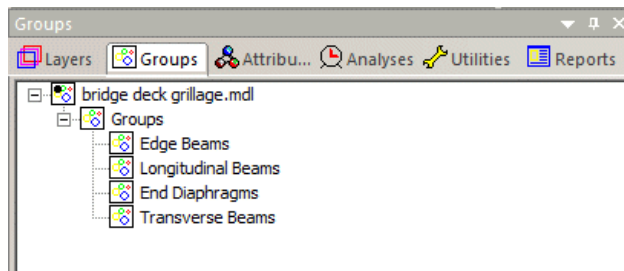 Groups
Layers Groups Attribu... Analyses Utilities Reports
bridge deck grillage.mdl
Groups
Edge Beams
Longitudinal Beams
End Diaphragms
Transverse Beams